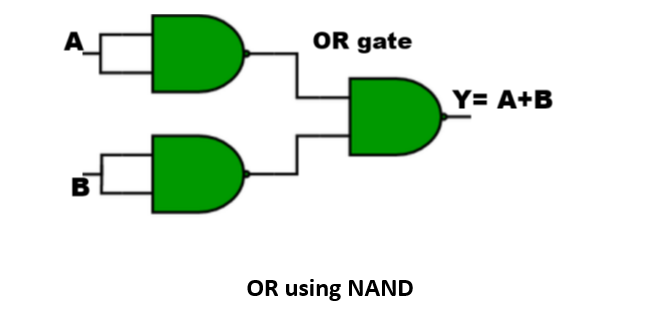 A
OR gate
Y= A+B
B
OR using NAND